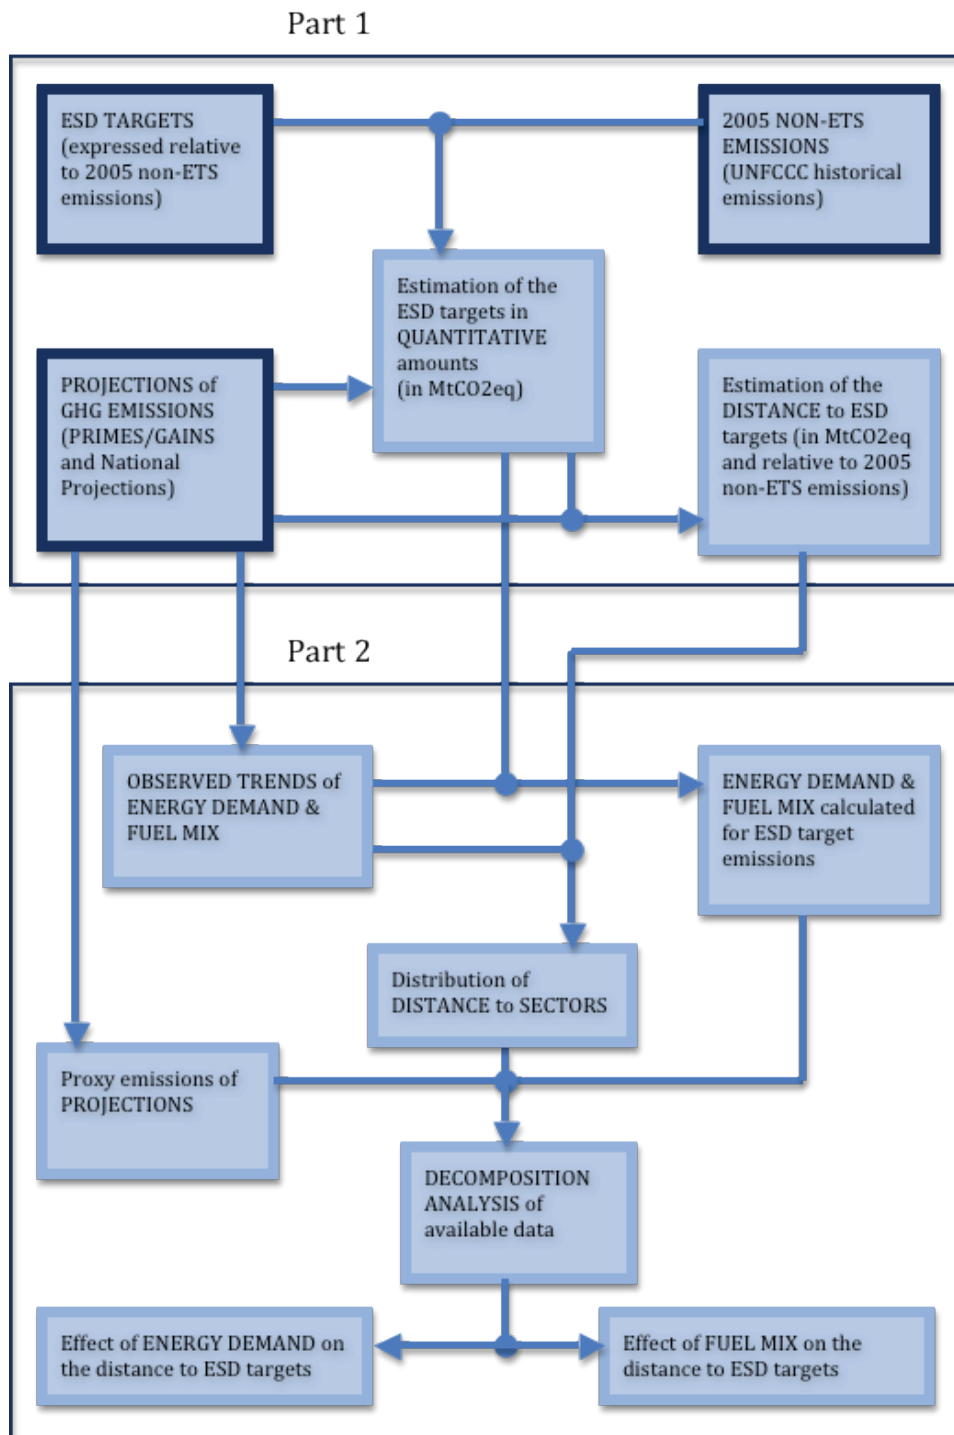 Part 1
ESD TARGETS
(expressed relative
to 2005 non-ETS
emissions)
2005 NON-ETS
EMISSIONS
(UNFCCC historical
emissions)
Estimation of the
ESD targets in
QUANTITATIVE
amounts
(in MtCO2eq)
PROJECTIONS of
GHG EMISSIONS
(PRIMES/GAINS
and National
Projections)
Estimation of the
DISTANCE to ESD
targets (in MtCO2eq
and relative to 2005
non-ETS emissions)
Part 2
OBSERVED TRENDS of
ENERGY DEMAND &
FUEL MIX
ENERGY DEMAND &
FUEL MIX calculated
for ESD target
emissions
Distribution of
DISTANCE to SECTORS
Proxy emissions of
PROJECTIONS
DECOMPOSITION
ANALYSIS of
available data
Effect of ENERGY DEMAND on
the distance to ESD targets
Effect of FUEL MIX on the
distance to ESD targets